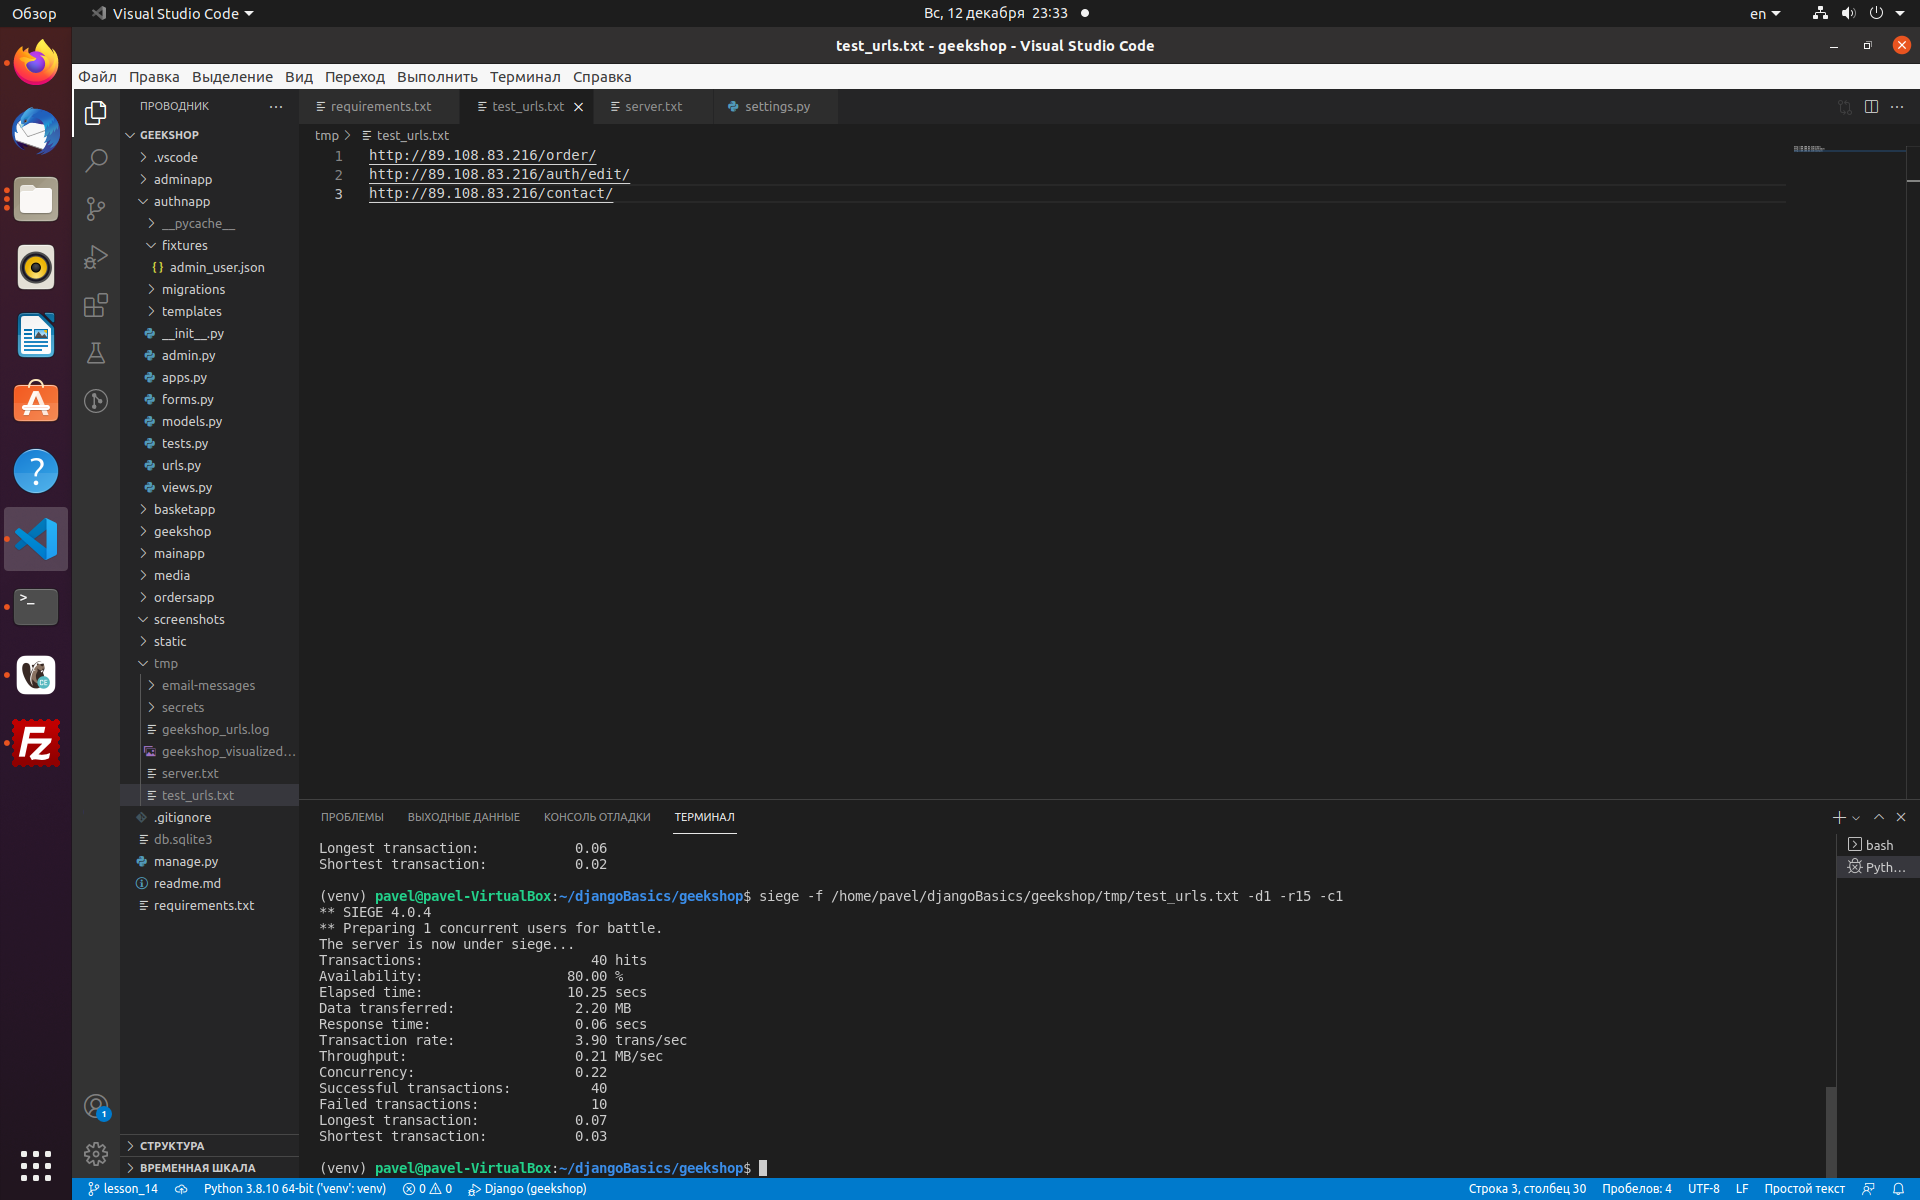 Обзор
Visual Studio Code
Вс, 12 декабря 23:33
en
test_urls.txt - geekshop - Visual Studio Code
Файл Правка Выделение Вид Переход Выполнить Терминал Справка
ПРОВОДНИК
requirements.txt
test_urls.txt
server.txt
settings.py
GEEKSHOP
.vscode
adminapp
authnapp
__pycache__
fixtures
admin_user.json
migrations
templates
__init__.py
admin.py
apps.py
forms.py
models.py
tests.py
urls.py
views.py
basketapp
geekshop
mainapp
media
ordersapp
screenshots
static
tmp
email-messages
secrets
geekshop_urls.log
geekshop_visualized...
server.txt
test_urls.txt
.gitignore
db.sqlite3
manage.py
readme.md
requirements.txt
СТРУКТУРА
ВРЕМЕННАЯ ШКАЛА
tmp > test_urls.txt
1 http://89.108.83.216/order/
2 http://89.108.83.216/auth/edit/
3 http://89.108.83.216/contact/
ПРОБЛЕМЫ ВЫХОДНЫЕ ДАННЫЕ КОНСОЛЬ ОТЛАДКИ ТЕРМИНАЛ
Longest transaction: 0.06
Shortest transaction: 0.02
(venv) pavel@pavel-VirtualBox:~/djangoBasics/geekshop$ siege -f /home/pavel/djangoBasics/geekshop/tmp/test_urls.txt -d1 -r15 -c1
** SIEGE 4.0.4
** Preparing 1 concurrent users for battle.
The server is now under siege...
Transactions: 40 hits
Availability: 80.00 %
Elapsed time: 10.25 secs
Data transferred: 2.20 MB
Response time: 0.06 secs
Transaction rate: 3.90 trans/sec
Throughput: 0.21 MB/sec
Concurrency: 0.22
Successful transactions: 40
Failed transactions: 10
Longest transaction: 0.07
Shortest transaction: 0.03
(venv) pavel@pavel-VirtualBox:~/djangoBasics/geekshop$
bash
Pyth...
lesson_14
Python 3.8.10 64-bit ('venv': venv)
0 0
Django (geekshop)
Строка 3, столбец 30
Пробелов: 4
UTF-8
LF
Простой текст